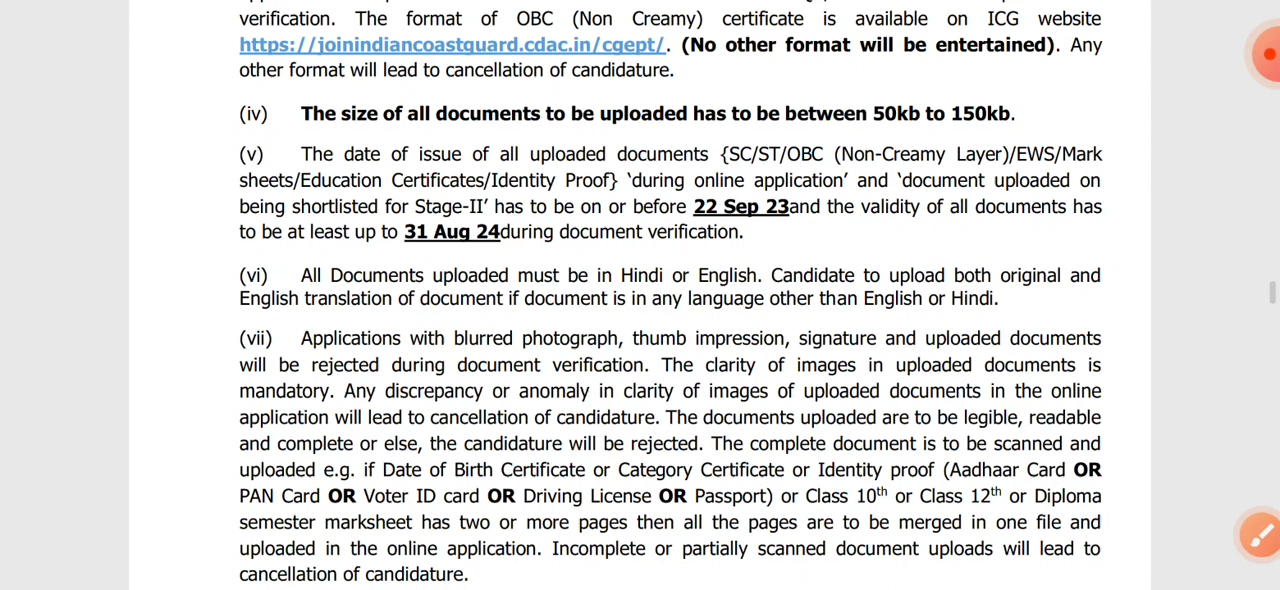 verification. The format of OBC (Non Creamy) certificate is available on ICG website
https://joinindiancoastguard.cdac.in/cgept/. (No other format will be entertained). Any
other format will lead to cancellation of candidature.
(iv) The size of all documents to be uploaded has to be between 50kb to 150kb.
(v) The date of issue of all uploaded documents {SC/ST/OBC (Non-Creamy Layer)/EWS/Mark
sheets/Education Certificates/Identity Proof} ‘during online application’ and ‘document uploaded on
being shortlisted for Stage-II’ has to be on or before 22 Sep 23and the validity of all documents has
to be at least up to 31 Aug 24during document verification.
(vi) All Documents uploaded must be in Hindi or English. Candidate to upload both original and
English translation of document if document is in any language other than English or Hindi.
(vii) Applications with blurred photograph, thumb impression, signature and uploaded documents
will be rejected during document verification. The clarity of images in uploaded documents is
mandatory. Any discrepancy or anomaly in clarity of images of uploaded documents in the online
application will lead to cancellation of candidature. The documents uploaded are to be legible, readable
and complete or else, the candidature will be rejected. The complete document is to be scanned and
uploaded e.g. if Date of Birth Certificate or Category Certificate or Identity proof (Aadhaar Card OR
PAN Card OR Voter ID card OR Driving License OR Passport) or Class 10th or Class 12th or Diploma
semester marksheet has two or more pages then all the pages are to be merged in one file and
uploaded in the online application. Incomplete or partially scanned document uploads will lead to
cancellation of candidature.